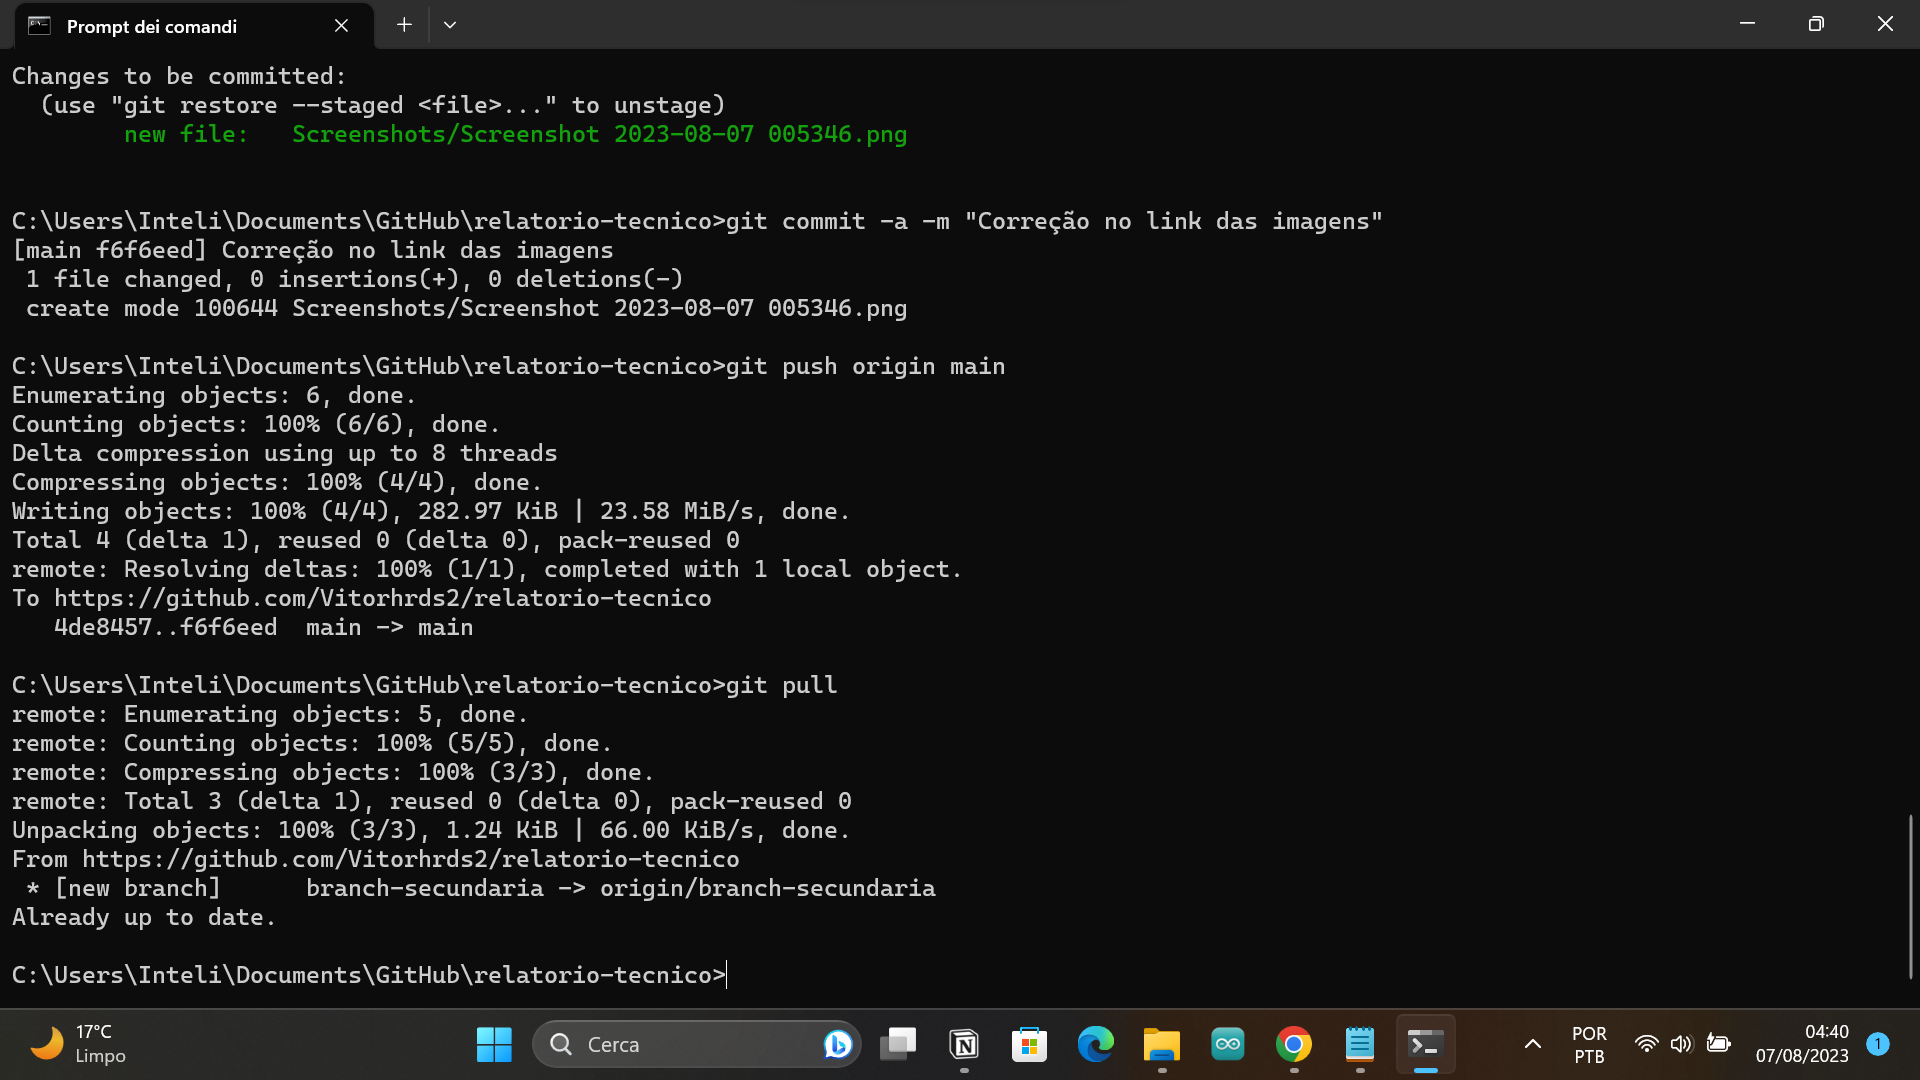 Prompt dei comandi
Changes to be committed:
  (use "git restore --staged <file>..." to unstage)
        new file:   Screenshots/Screenshot 2023-08-07 005346.png
C:\Users\Inteli\Documents\GitHub\relatorio-tecnico>git commit -a -m "Correção no link das imagens"
[main f6f6eed] Correção no link das imagens
 1 file changed, 0 insertions(+), 0 deletions(-)
 create mode 100644 Screenshots/Screenshot 2023-08-07 005346.png
C:\Users\Inteli\Documents\GitHub\relatorio-tecnico>git push origin main
Enumerating objects: 6, done.
Counting objects: 100% (6/6), done.
Delta compression using up to 8 threads
Compressing objects: 100% (4/4), done.
Writing objects: 100% (4/4), 282.97 KiB | 23.58 MiB/s, done.
Total 4 (delta 1), reused 0 (delta 0), pack-reused 0
remote: Resolving deltas: 100% (1/1), completed with 1 local object.
To https://github.com/Vitorhrds2/relatorio-tecnico
   4de8457..f6f6eed  main -> main
C:\Users\Inteli\Documents\GitHub\relatorio-tecnico>git pull
remote: Enumerating objects: 5, done.
remote: Counting objects: 100% (5/5), done.
remote: Compressing objects: 100% (3/3), done.
remote: Total 3 (delta 1), reused 0 (delta 0), pack-reused 0
Unpacking objects: 100% (3/3), 1.24 KiB | 66.00 KiB/s, done.
From https://github.com/Vitorhrds2/relatorio-tecnico
 * [new branch]      branch-secundaria -> origin/branch-secundaria
Already up to date.
C:\Users\Inteli\Documents\GitHub\relatorio-tecnico>
17°C
Limpo
Cerca
POR
PTB
04:40
07/08/2023
1